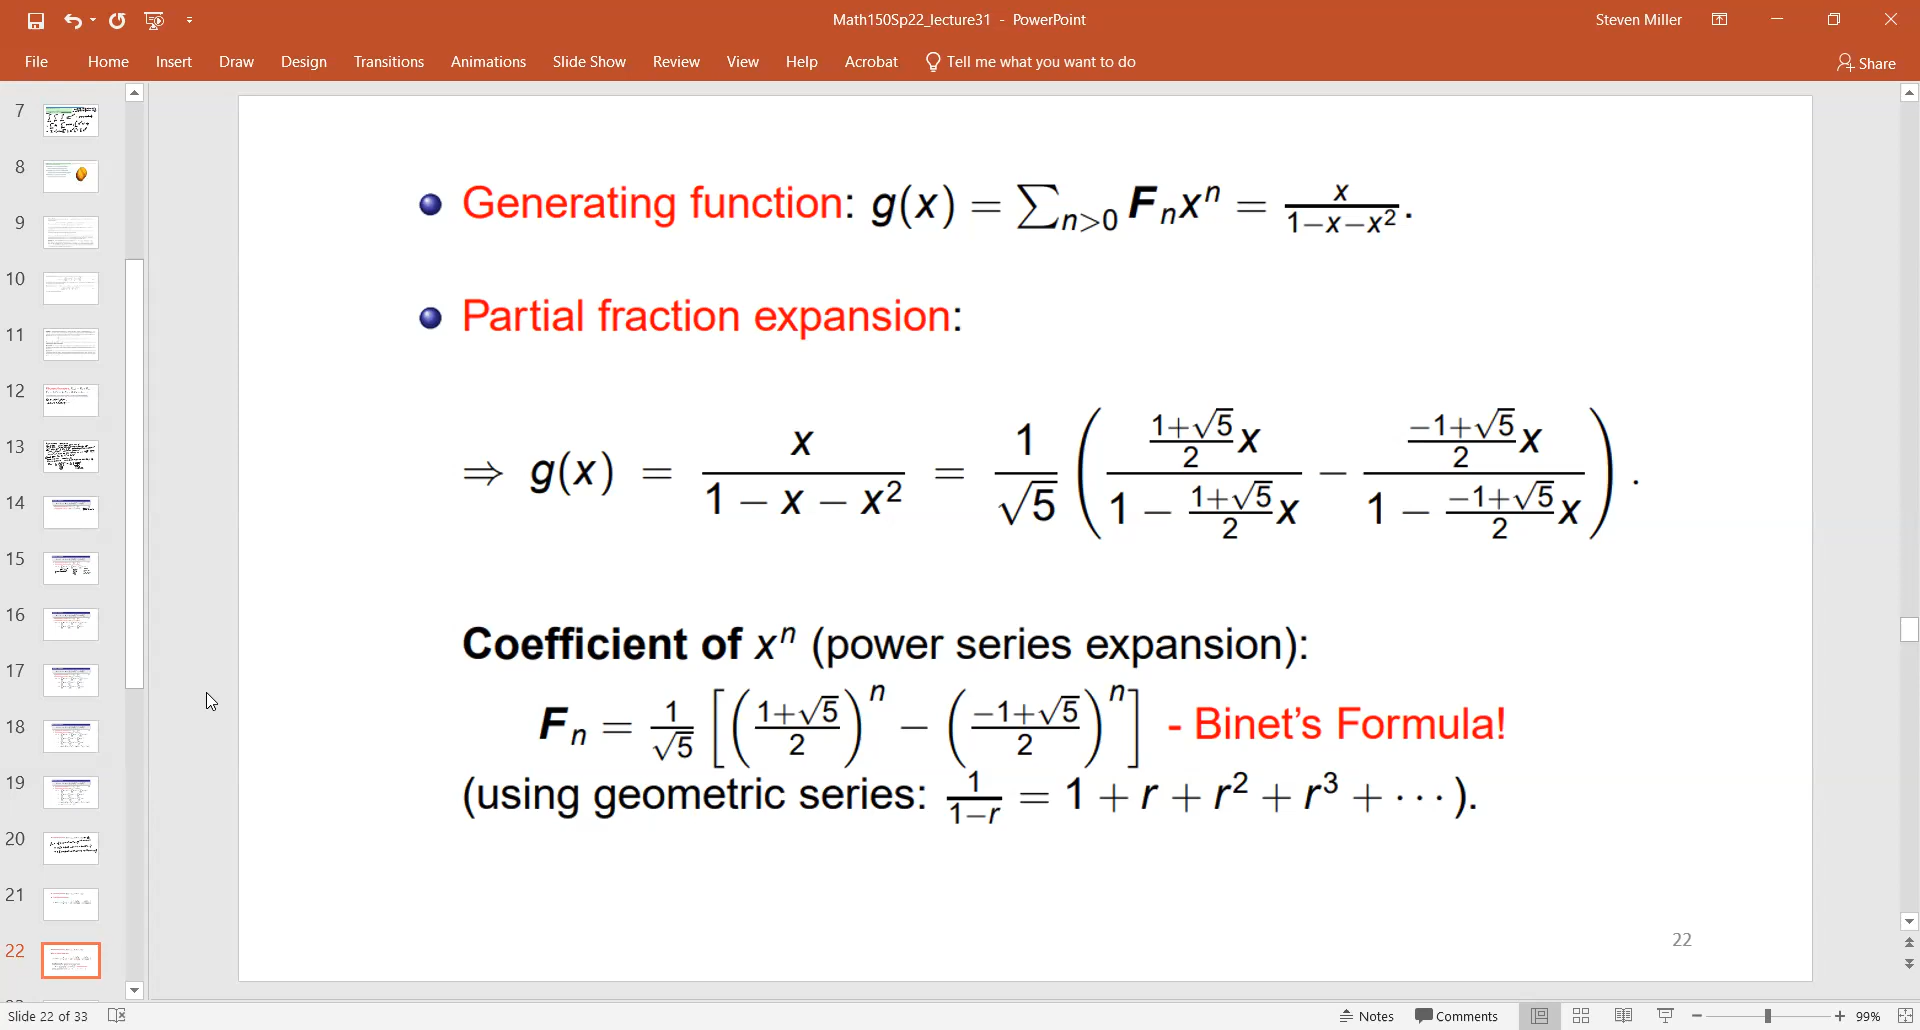 Math150Sp22_lecture31 - PowerPoint
Steven Miller
File Home Insert Draw Design Transitions Animations Slide Show Review View Help Acrobat Tell me what you want to do Share
7
8
9
10
11
12
13
14
15
16
17
18
19
20
21
22
Generating function: g(x) = ∑_{n>0} F_n x^n = x/(1−x−x²).
Partial fraction expansion:
⇒ g(x) = x/(1 − x − x²) = 1/√5 ( ((1+√5)/2 x)/(1 − (1+√5)/2 x) − ((−1+√5)/2 x)/(1 − (−1+√5)/2 x) ).
Coefficient of x^n (power series expansion):
F_n = 1/√5 [ ((1+√5)/2)^n − ((−1+√5)/2)^n ] - Binet's Formula!
(using geometric series: 1/(1−r) = 1 + r + r² + r³ + ··· ).
22
Slide 22 of 33
Notes Comments 99%